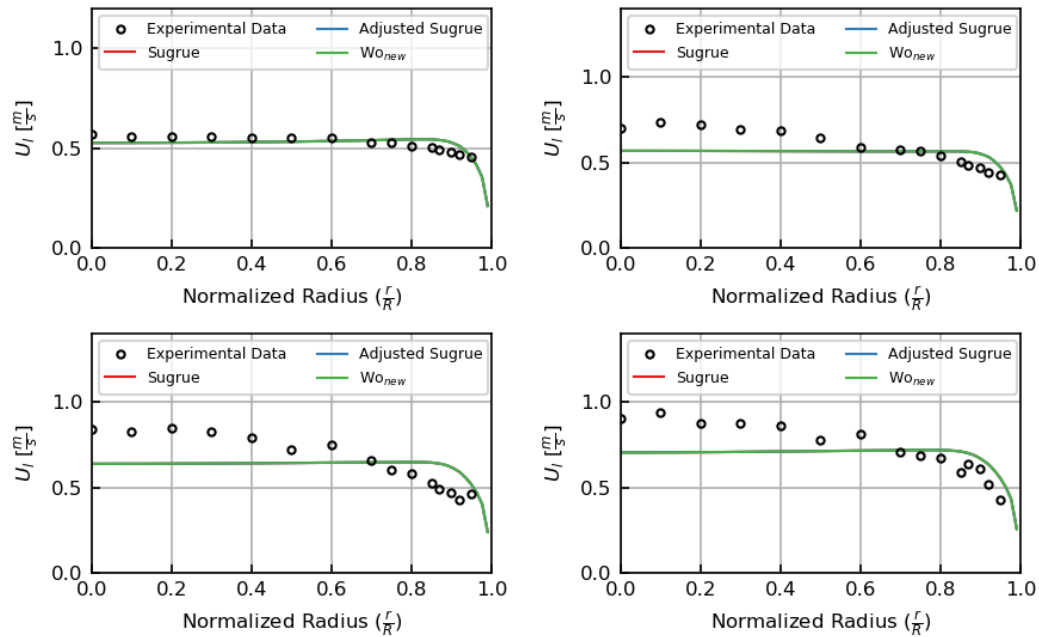 Experimental Data
Sugrue
Adjusted Sugrue
Wo_new
1.0
0.5
0.0
U_l [m/s]
0.0 0.2 0.4 0.6 0.8 1.0
Normalized Radius (r/R)
Experimental Data
Sugrue
Adjusted Sugrue
Wo_new
1.0
0.5
0.0
U_l [m/s]
0.0 0.2 0.4 0.6 0.8 1.0
Normalized Radius (r/R)
Experimental Data
Sugrue
Adjusted Sugrue
Wo_new
1.0
0.5
0.0
U_l [m/s]
0.0 0.2 0.4 0.6 0.8 1.0
Normalized Radius (r/R)
Experimental Data
Sugrue
Adjusted Sugrue
Wo_new
1.0
0.5
0.0
U_l [m/s]
0.0 0.2 0.4 0.6 0.8 1.0
Normalized Radius (r/R)